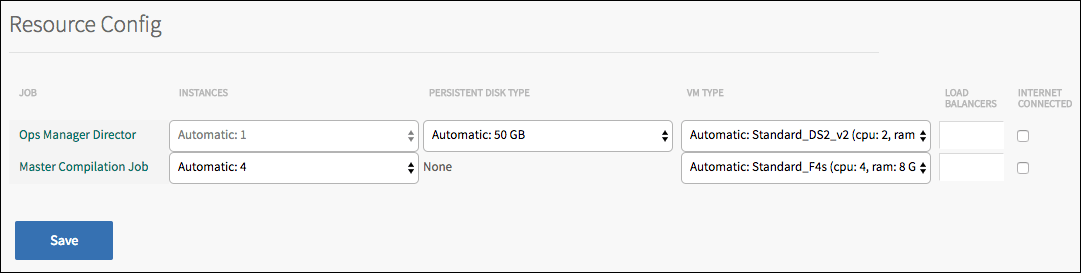 Resource Config
JOB INSTANCES PERSISTENT DISK TYPE VM TYPE LOAD BALANCERS INTERNET CONNECTED
Ops Manager Director Automatic: 1 Automatic: 50 GB Automatic: Standard_DS2_v2 (cpu: 2, ram
Master Compilation Job Automatic: 4 None Automatic: Standard_F4s (cpu: 4, ram: 8 G
Save